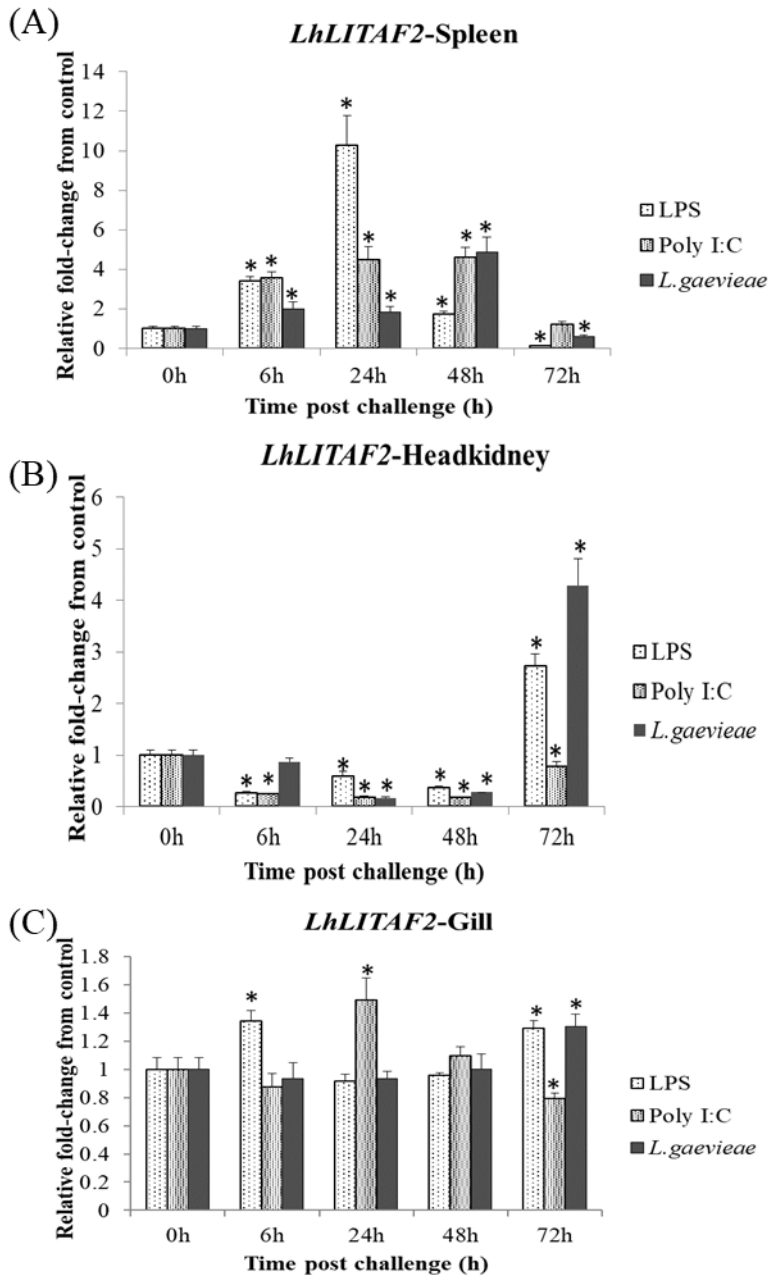 (A)
LhLITAF2-Spleen
Relative fold-change from control
14
12
10
8
6
4
2
0
* * * * * * * * * * *
0h 6h 24h 48h 72h
Time post challenge (h)
LPS
Poly I:C
L.gaevieae
(B)
LhLITAF2-Headkidney
Relative fold-change from control
6
5
4
3
2
1
0
* * * * * * * * * * *
0h 6h 24h 48h 72h
Time post challenge (h)
LPS
Poly I:C
L.gaevieae
(C)
LhLITAF2-Gill
Relative fold-change from control
1.8
1.6
1.4
1.2
1
0.8
0.6
0.4
0.2
0
* * * * *
0h 6h 24h 48h 72h
Time post challenge (h)
LPS
Poly I:C
L.gaevieae